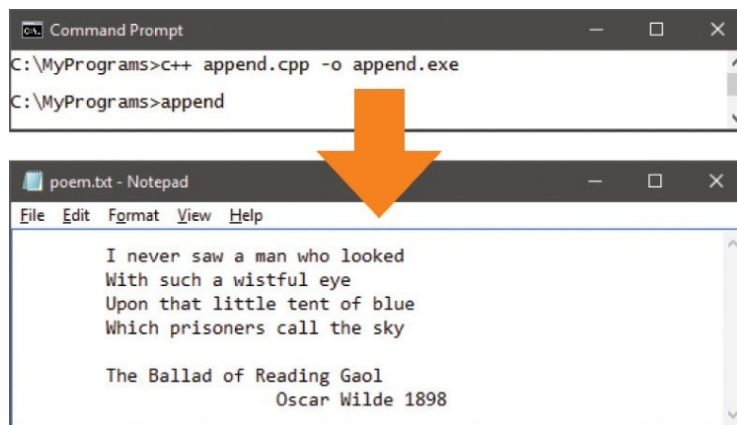 Command Prompt
C:\MyPrograms>c++ append.cpp -o append.exe
C:\MyPrograms>append
poem.txt - Notepad
File Edit Format View Help
I never saw a man who looked
With such a wistful eye
Upon that little tent of blue
Which prisoners call the sky
The Ballad of Reading Gaol
Oscar Wilde 1898